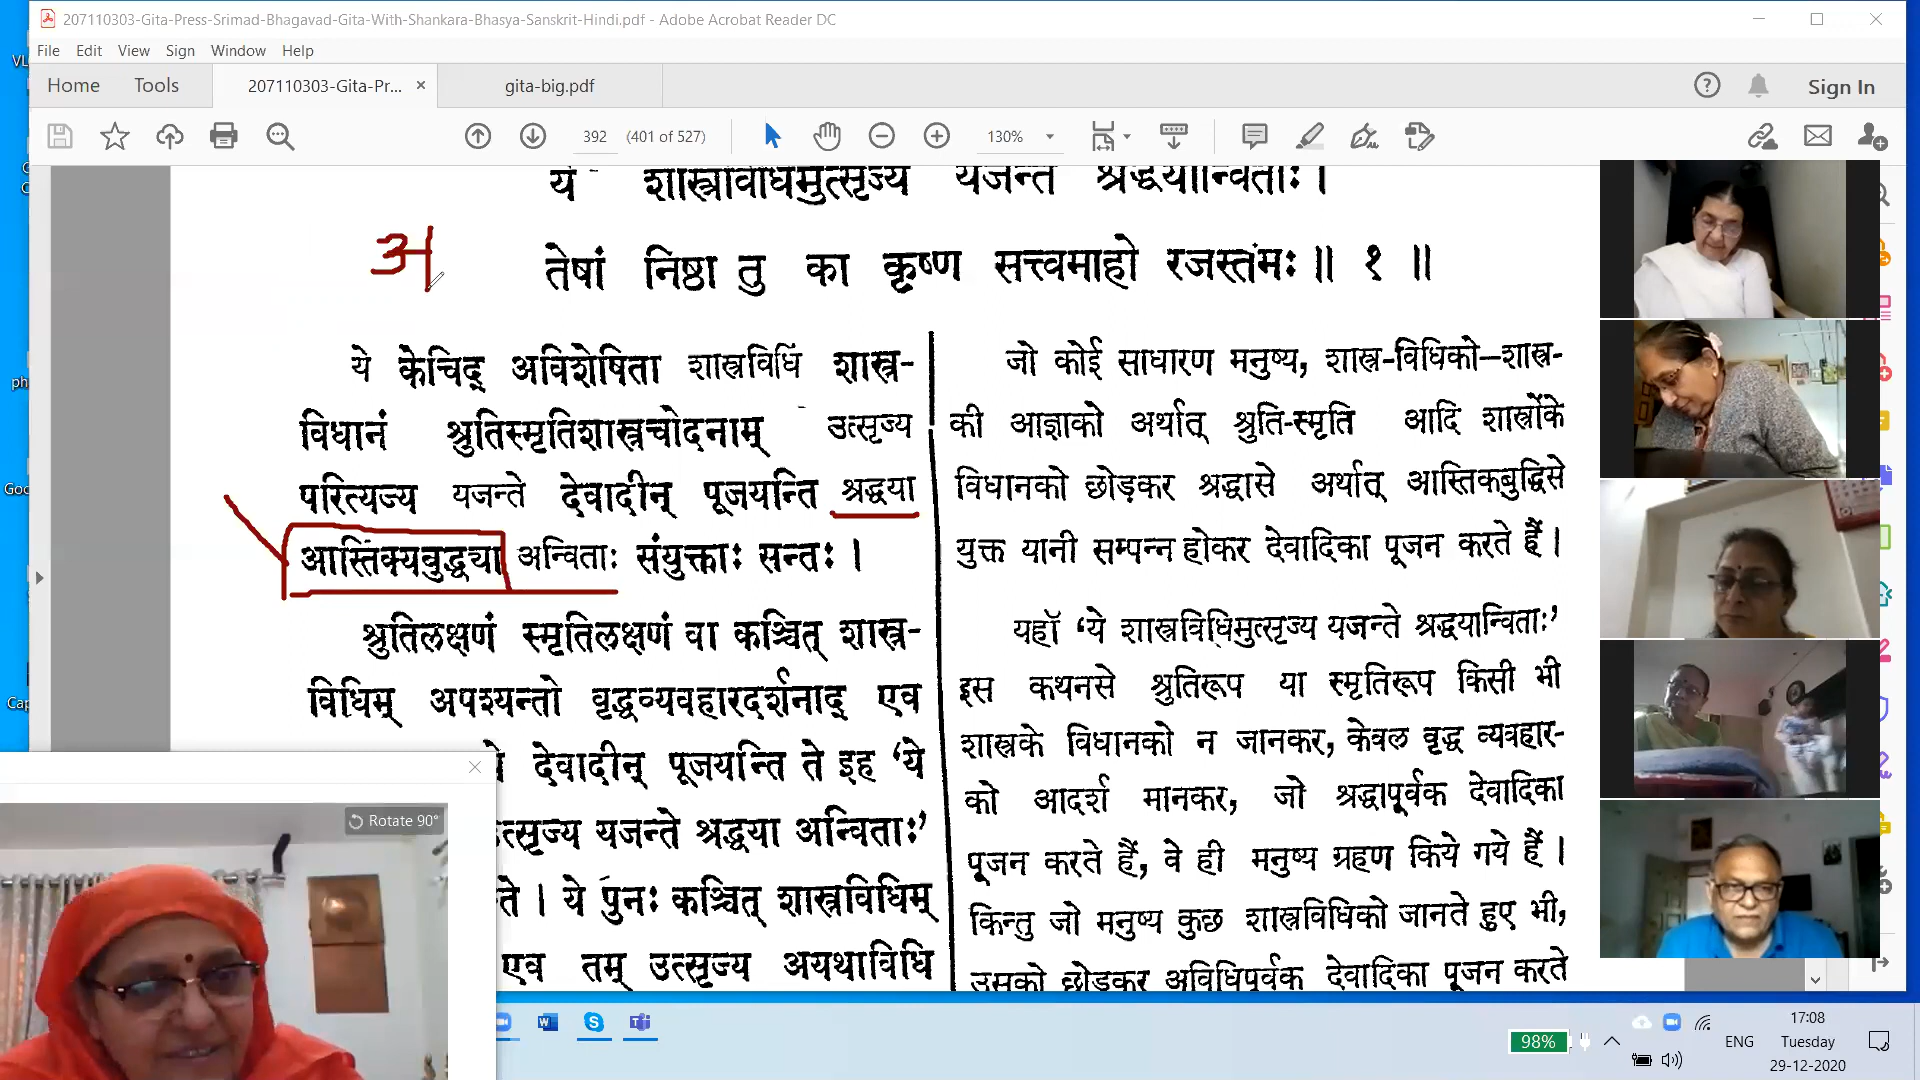 207110303-Gita-Press-Srimad-Bhagavad-Gita-With-Shankara-Bhasya-Sanskrit-Hindi.pdf - Adobe Acrobat Reader DC
File Edit View Sign Window Help
Home Tools 207110303-Gita-Pr... × gita-big.pdf Sign In
392 (401 of 527) 130%
ये शास्त्रविधिमुत्सृज्य यजन्ते श्रद्धयान्विताः।
अ
तेषां निष्ठा तु का कृष्ण सत्त्वमाहो रजस्तमः॥ १ ॥
ये केचिद् अविशेषिता शास्त्रविधिं शास्त्र-
विधानं श्रुतिस्मृतिशास्त्रचोदनाम् उत्सृज्य
परित्यज्य यजन्ते देवादीन् पूजयन्ति श्रद्धया
आस्तिक्यबुद्ध्या अन्विताः संयुक्ताः सन्तः।
श्रुतिलक्षणं स्मृतिलक्षणं वा कञ्चित् शास्त्र-
विधिम् अपश्यन्तो वृद्धव्यवहारदर्शनाद् एव
देवादीन् पूजयन्ति ते इह ‘ये
त्सृज्य यजन्ते श्रद्धया अन्विताः’
ते । ये पुनः कञ्चित् शास्त्रविधिम्
एव तम् उत्सृज्य अयथाविधि
जो कोई साधारण मनुष्य, शास्त्र-विधिको—शास्त्र-
की आज्ञाको अर्थात् श्रुति-स्मृति आदि शास्त्रोंके
विधानको छोड़कर श्रद्धासे अर्थात् आस्तिकबुद्धिसे
युक्त यानी सम्पन्न होकर देवादिका पूजन करते हैं।
यहाँ ‘ये शास्त्रविधिमुत्सृज्य यजन्ते श्रद्धयान्विताः’
इस कथनसे श्रुतिरूप या स्मृतिरूप किसी भी
शास्त्रके विधानको न जानकर, केवल वृद्ध व्यवहार-
को आदर्श मानकर, जो श्रद्धापूर्वक देवादिका
पूजन करते हैं, वे ही मनुष्य ग्रहण किये गये हैं।
किन्तु जो मनुष्य कुछ शास्त्रविधिको जानते हुए भी,
उसको छोड़कर अविधिपूर्वक देवादिका पूजन करते
Rotate 90°
98% ENG
17:08
Tuesday
29-12-2020